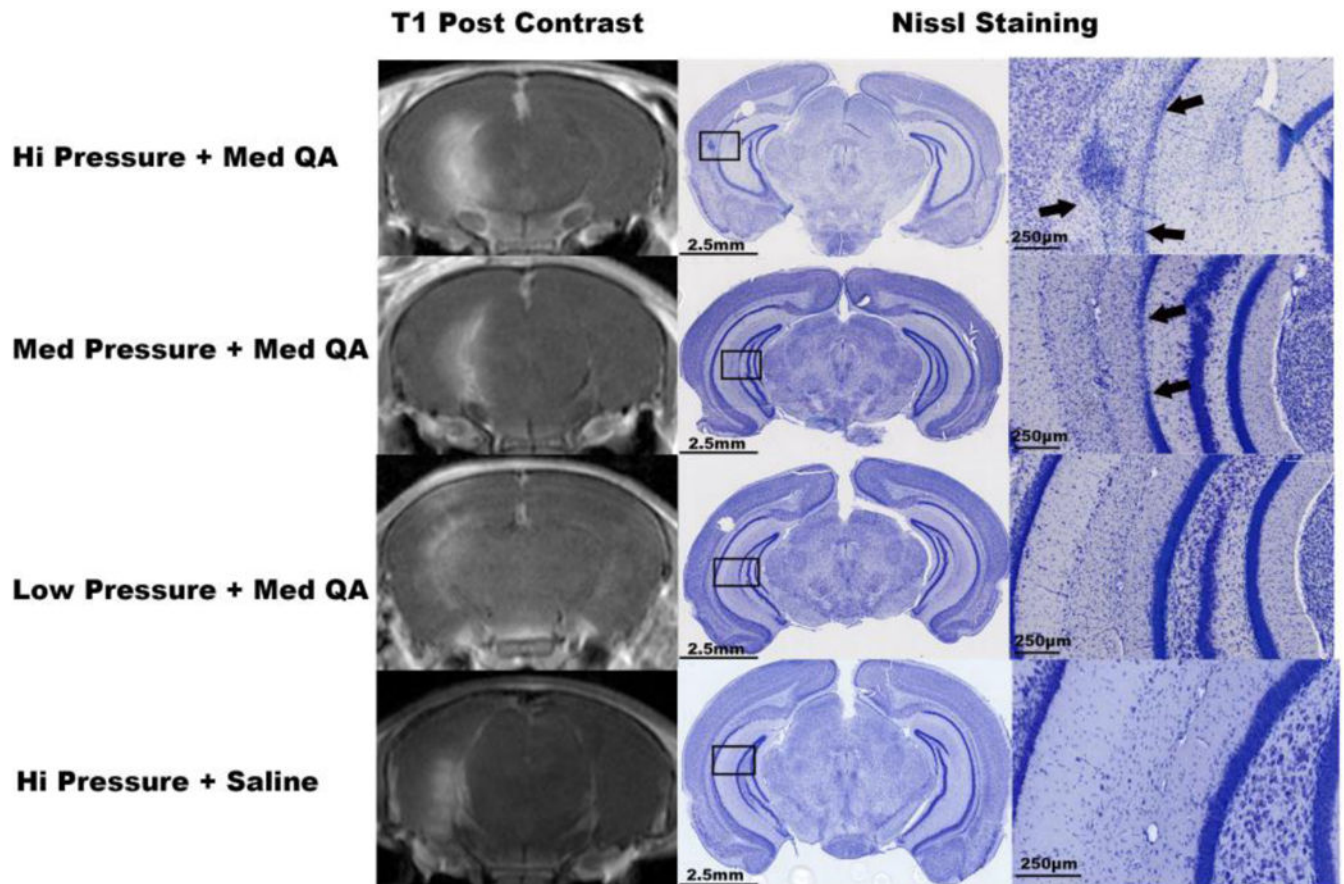 T1 Post Contrast
Nissl Staining
Hi Pressure + Med QA
2.5mm
250μm
Med Pressure + Med QA
2.5mm
250μm
Low Pressure + Med QA
2.5mm
250μm
Hi Pressure + Saline
2.5mm
250μm